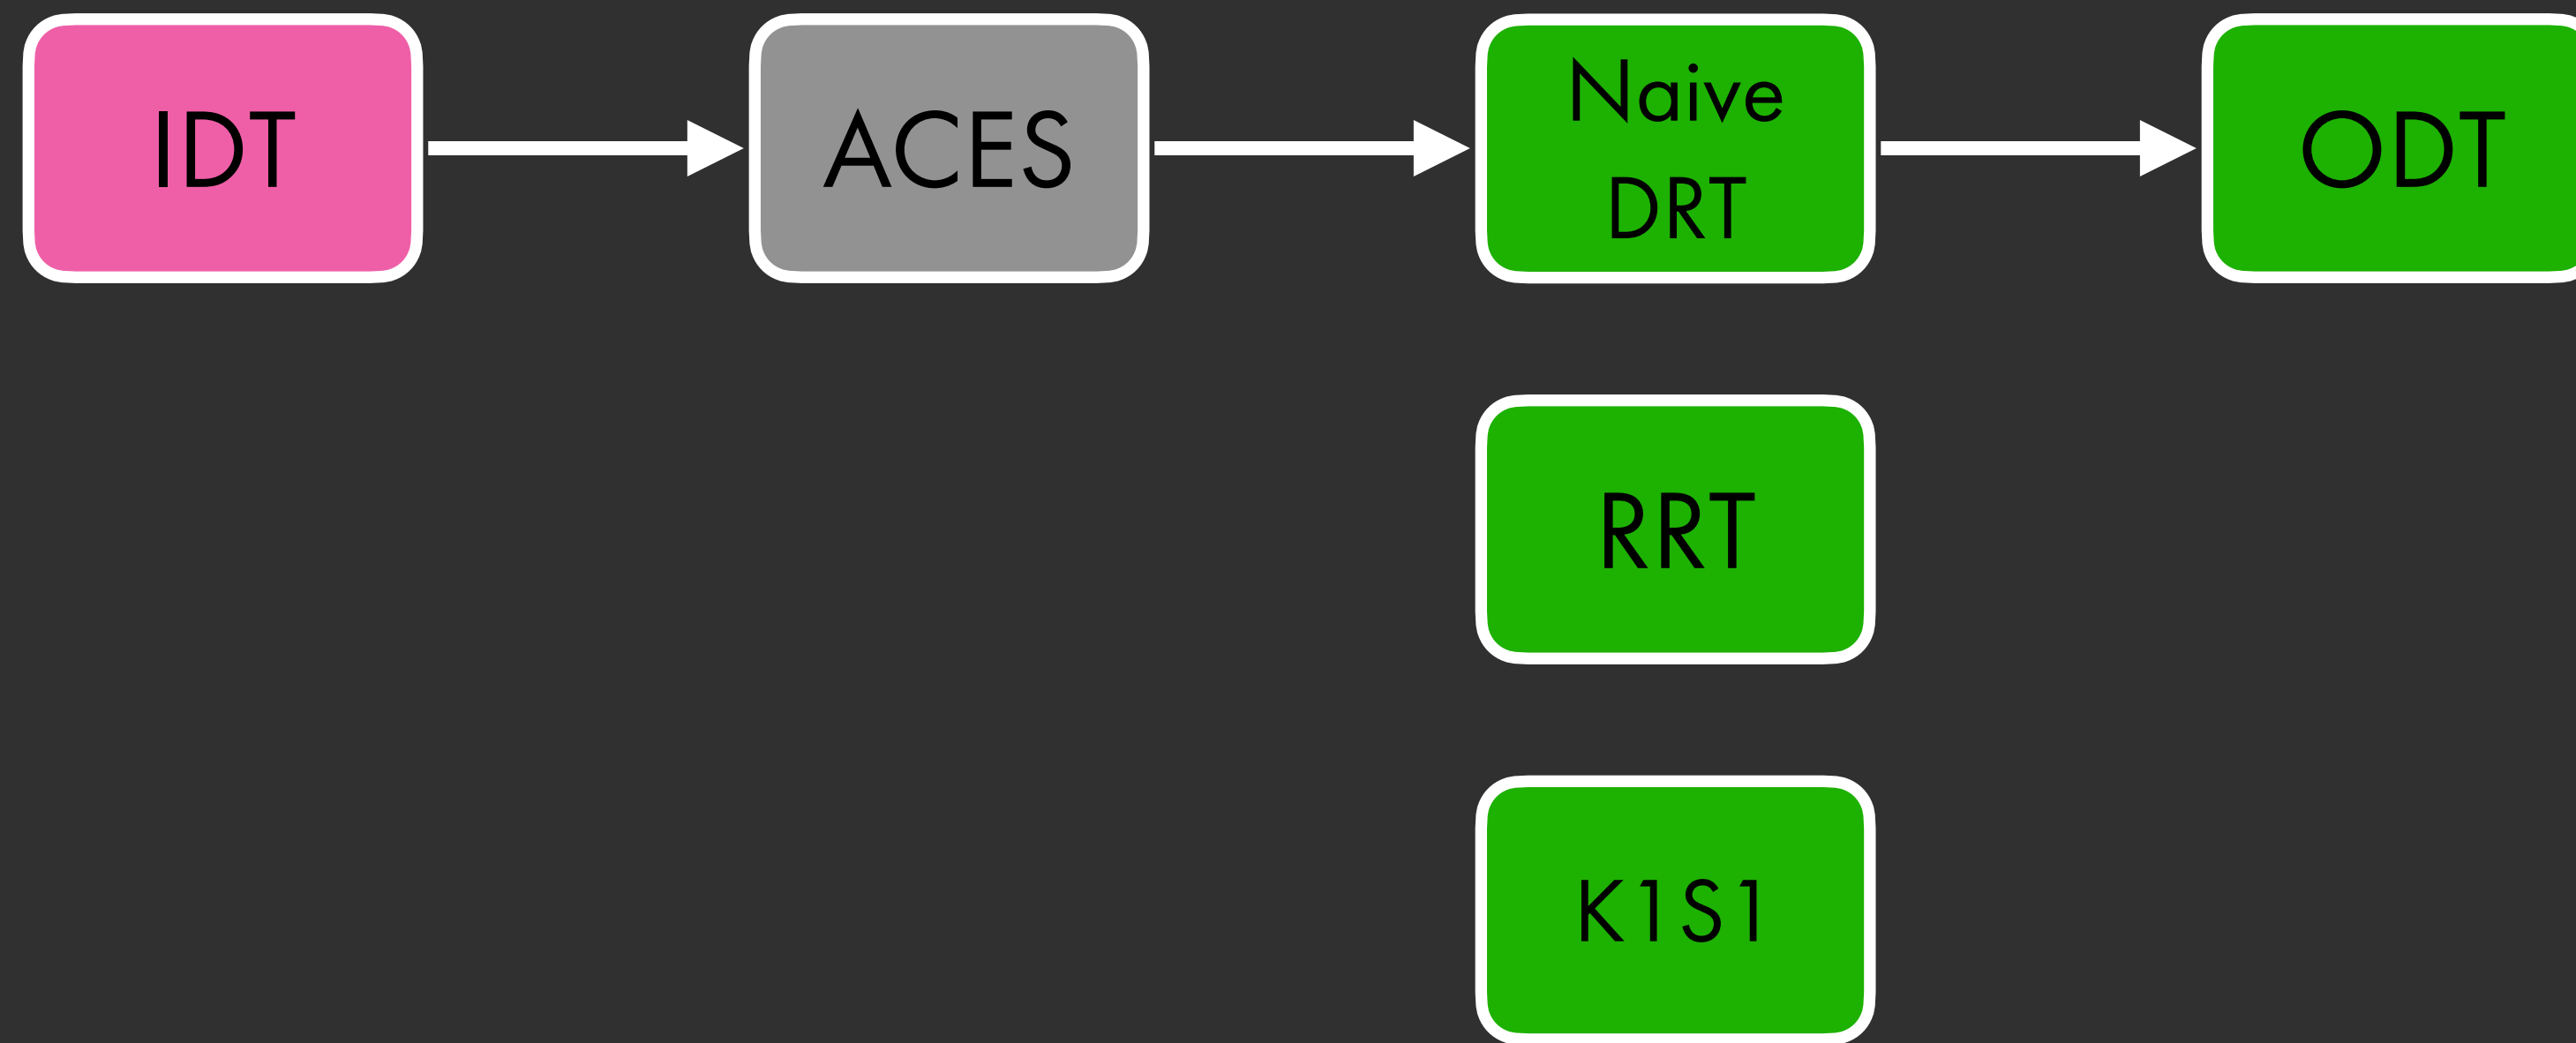 IDT
ACES
Naive
DRT
ODT
RRT
K1S1